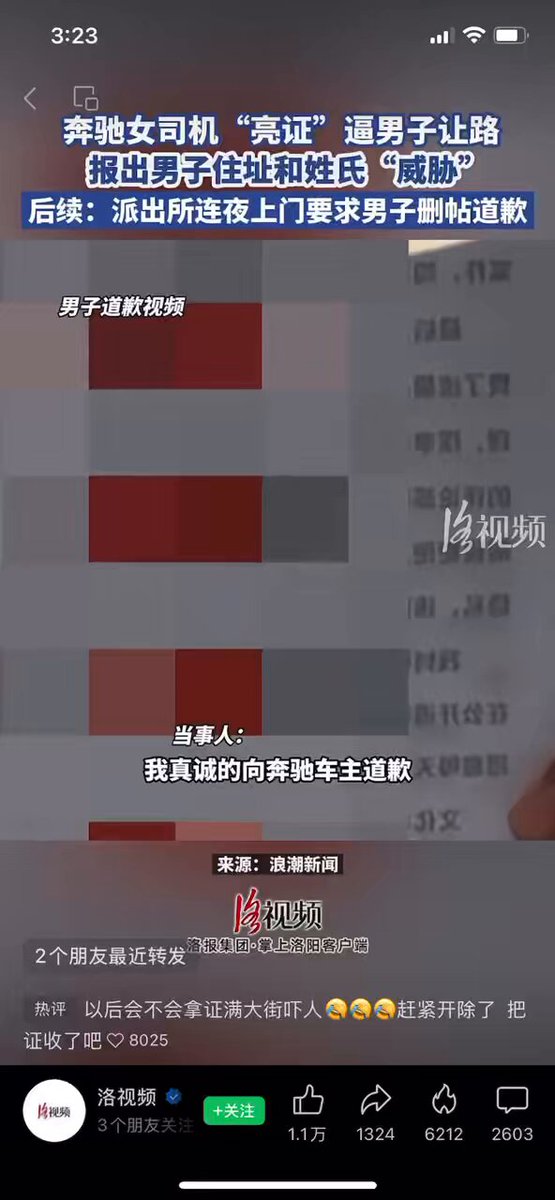 3:23
奔驰女司机“亮证”逼男子让路
报出男子住址和姓氏“威胁”
后续：派出所连夜上门要求男子删帖道歉
男子道歉视频
洛视频
当事人：
我真诚的向奔驰车主道歉
来源：浪潮新闻
洛视频
洛报集团·掌上洛阳客户端
2个朋友最近转发
热评 以后会不会拿证满大街吓人🤣🤣🤣赶紧开除了 把
证收了吧♡8025
洛视频
洛视频
3个朋友关注
+关注
1.1万
1324
6212
2603